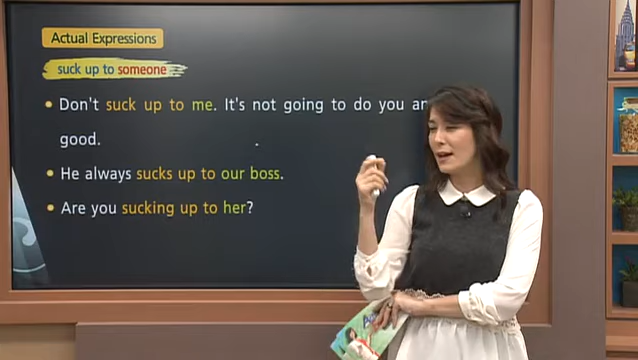 Actual Expressions
suck up to someone
Don't suck up to me. It's not going to do you
good.
He always sucks up to our boss.
Are you sucking up to her?